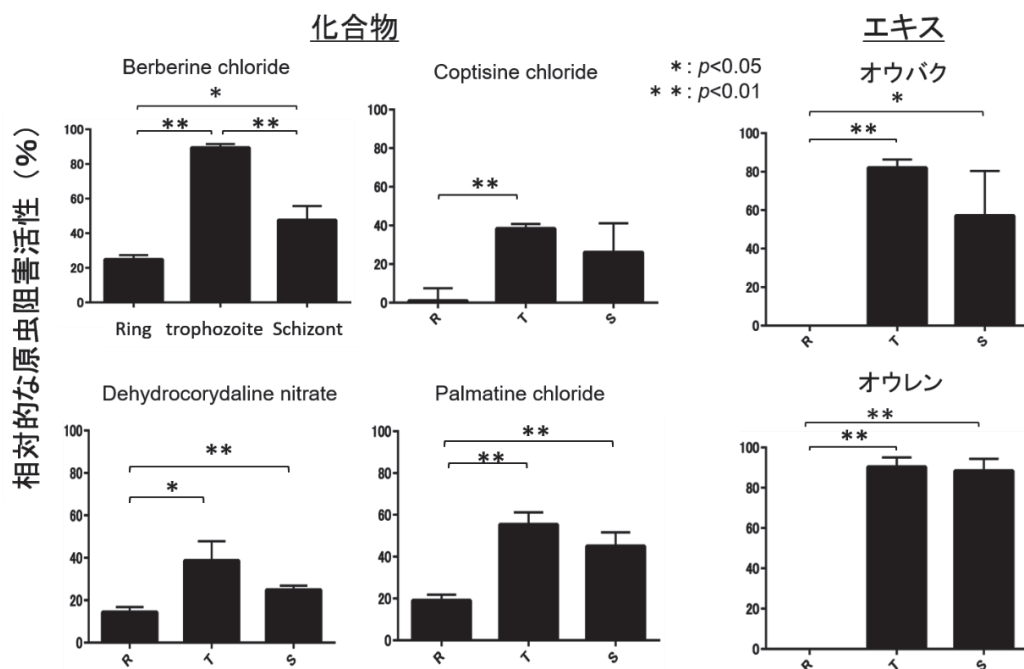 化合物
エキス
Berberine chloride
Coptisine chloride
*: p<0.05
**: p<0.01
オウバク
相対的な原虫阻害活性（%）
*
** **
100
80
60
40
20
0
Ring trophozoite Schizont
**
100
80
60
40
20
0
R T S
*
**
100
80
60
40
20
0
R T S
Dehydrocorydaline nitrate
Palmatine chloride
オウレン
**
*
100
80
60
40
20
0
R T S
**
**
100
80
60
40
20
0
R T S
**
**
100
80
60
40
20
0
R T S